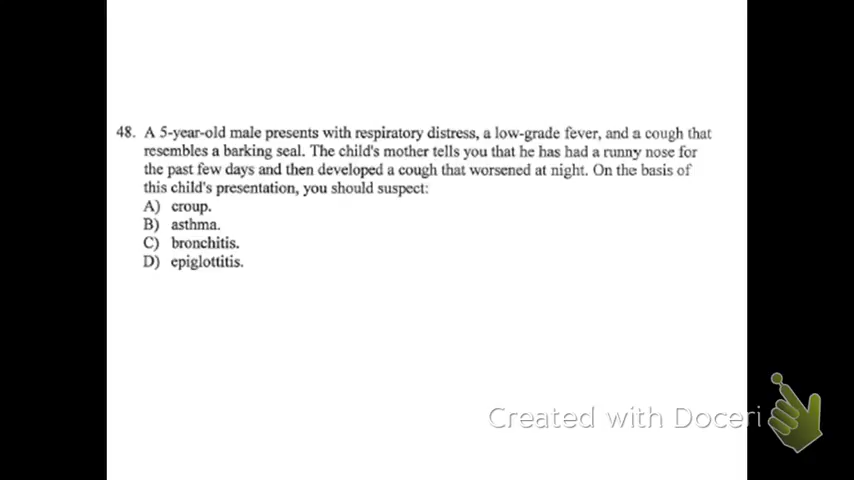 48. A 5-year-old male presents with respiratory distress, a low-grade fever, and a cough that
resembles a barking seal. The child's mother tells you that he has had a runny nose for
the past few days and then developed a cough that worsened at night. On the basis of
this child's presentation, you should suspect:
A) croup.
B) asthma.
C) bronchitis.
D) epiglottitis.
Created with Doceri